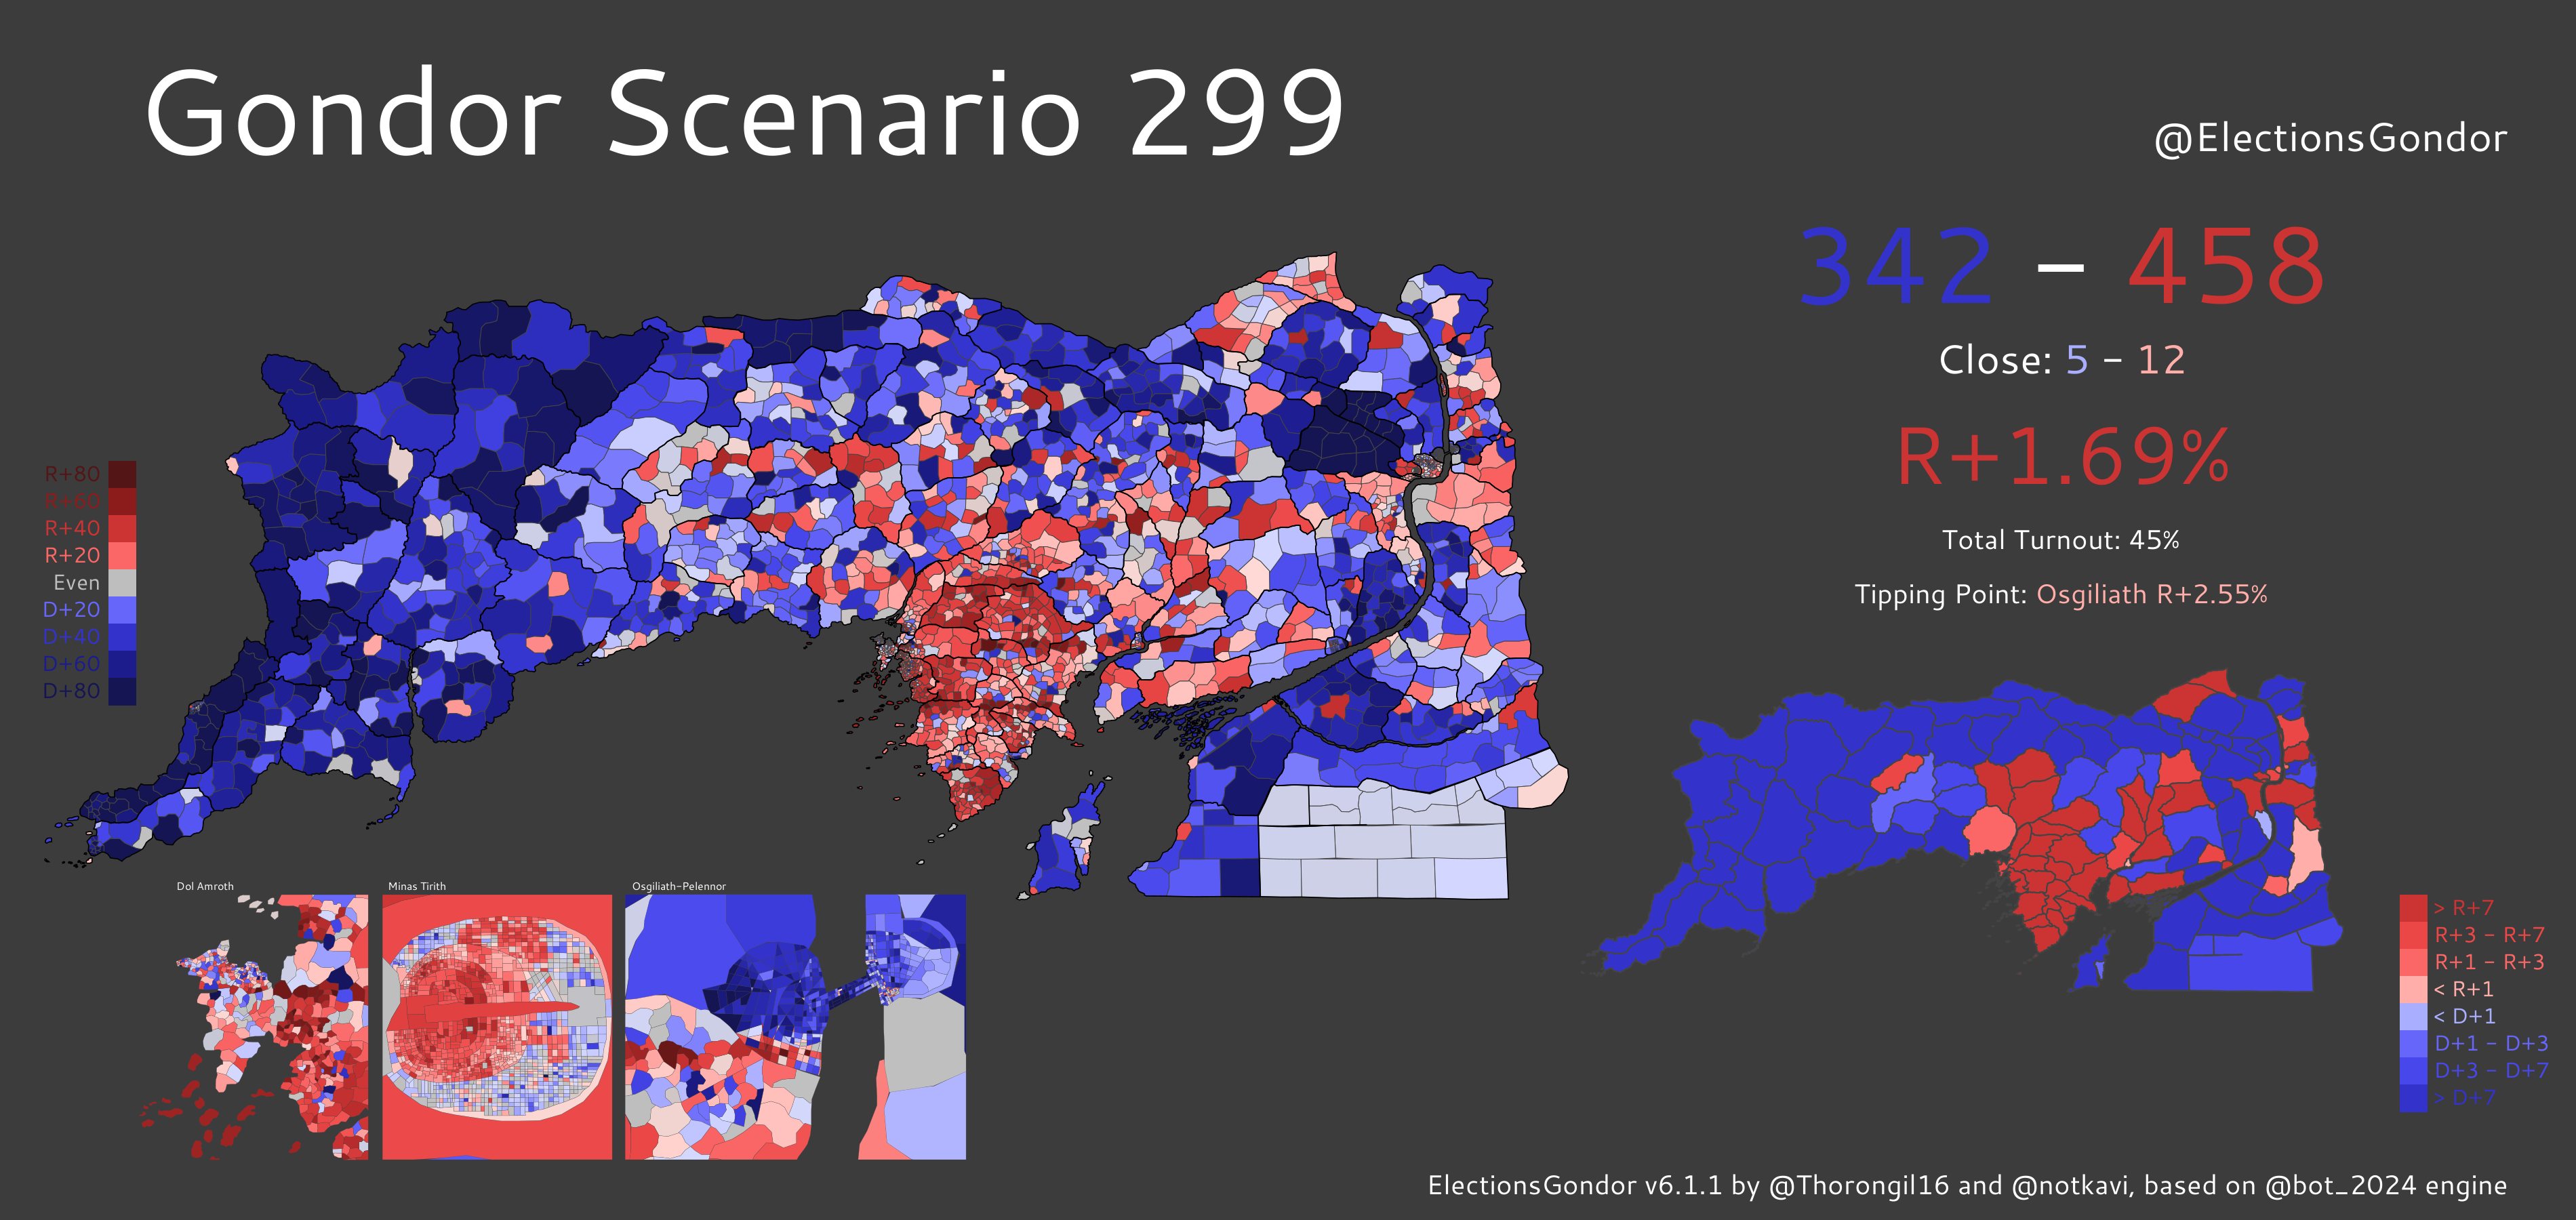 Gondor Scenario 299
@ElectionsGondor
342 – 458
Close: 5 – 12
R+1.69%
Total Turnout: 45%
Tipping Point: Osgiliath R+2.55%
R+80
R+60
R+40
R+20
Even
D+20
D+40
D+60
D+80
Dol Amroth
Minas Tirith
Osgiliath-Pelennor
> R+7
R+3 – R+7
R+1 – R+3
< R+1
< D+1
D+1 – D+3
D+3 – D+7
> D+7
ElectionsGondor v6.1.1 by @Thorongil16 and @notkavi, based on @bot_2024 engine